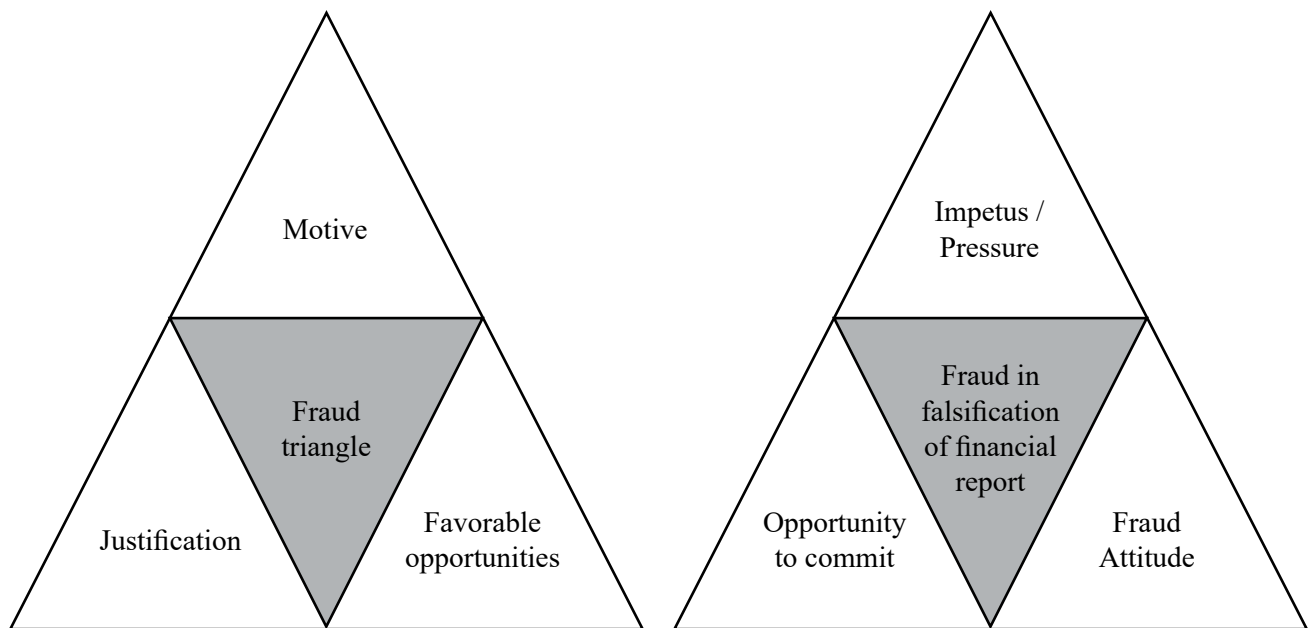 Motive
Fraud
triangle
Justification
Favorable
opportunities
Impetus /
Pressure
Fraud in
falsification
of financial
report
Opportunity
to commit
Fraud
Attitude